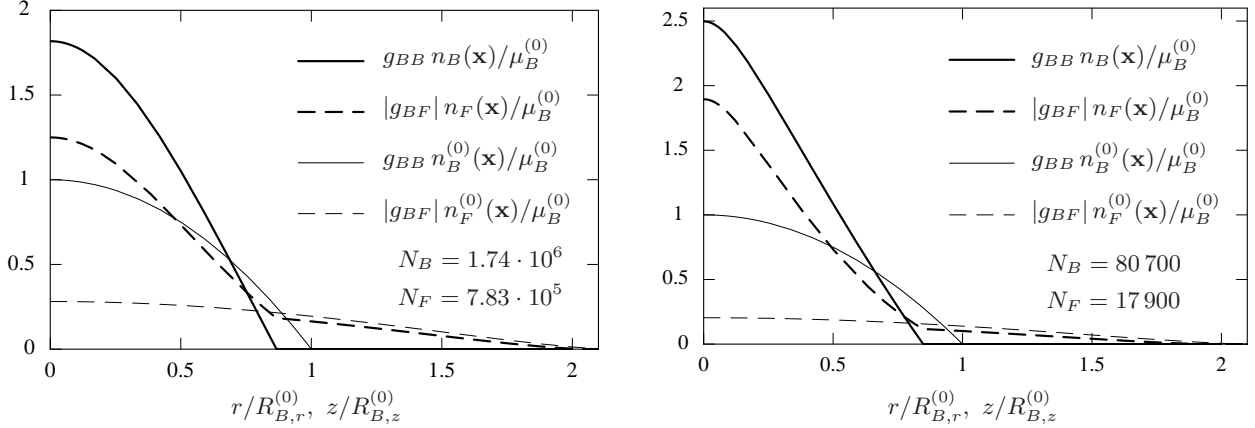 2
1.5
1
0.5
0
0 0.5 1 1.5 2
g_{BB} n_B(𝐱)/μ_B^{(0)}
|g_{BF}| n_F(𝐱)/μ_B^{(0)}
g_{BB} n_B^{(0)}(𝐱)/μ_B^{(0)}
|g_{BF}| n_F^{(0)}(𝐱)/μ_B^{(0)}
N_B = 1.74 · 10^6
N_F = 7.83 · 10^5
r/R_{B,r}^{(0)}, z/R_{B,z}^{(0)}
2.5
2
1.5
1
0.5
0
0 0.5 1 1.5 2
g_{BB} n_B(𝐱)/μ_B^{(0)}
|g_{BF}| n_F(𝐱)/μ_B^{(0)}
g_{BB} n_B^{(0)}(𝐱)/μ_B^{(0)}
|g_{BF}| n_F^{(0)}(𝐱)/μ_B^{(0)}
N_B = 80 700
N_F = 17 900
r/R_{B,r}^{(0)}, z/R_{B,z}^{(0)}